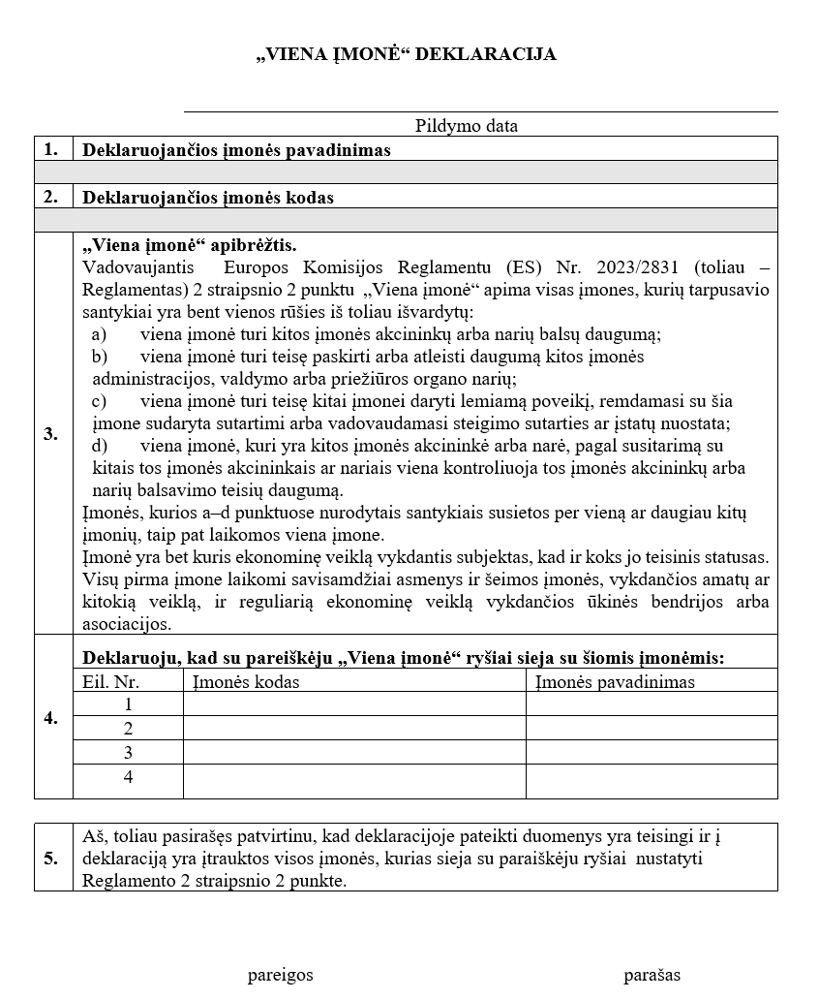 „VIENA ĮMONĖ“ DEKLARACIJA
Pildymo data
1. Deklaruojančios įmonės pavadinimas
2. Deklaruojančios įmonės kodas
„Viena įmonė“ apibrėžtis.
Vadovaujantis Europos Komisijos Reglamentu (ES) Nr. 2023/2831 (toliau –
Reglamentas) 2 straipsnio 2 punktu „Viena įmonė“ apima visas įmones, kurių tarpusavio
santykiai yra bent vienos rūšies iš toliau išvardytų:
a) viena įmonė turi kitos įmonės akcininkų arba narių balsų daugumą;
b) viena įmonė turi teisę paskirti arba atleisti daugumą kitos įmonės
administracijos, valdymo arba priežiūros organo narių;
c) viena įmonė turi teisę kitai įmonei daryti lemiamą poveikį, remdamasi su šia
3. įmone sudaryta sutartimi arba vadovaudamasi steigimo sutarties ar įstatų nuostata;
d) viena įmonė, kuri yra kitos įmonės akcininkė arba narė, pagal susitarimą su
kitais tos įmonės akcininkais ar nariais viena kontroliuoja tos įmonės akcininkų arba
narių balsavimo teisių daugumą.
Įmonės, kurios a–d punktuose nurodytais santykiais susietos per vieną ar daugiau kitų
įmonių, taip pat laikomos viena įmone.
Įmonė yra bet kuris ekonominę veiklą vykdantis subjektas, kad ir koks jo teisinis statusas.
Visų pirma įmone laikomi savisamdžiai asmenys ir šeimos įmonės, vykdančios amatų ar
kitokią veiklą, ir reguliarią ekonominę veiklą vykdančios ūkinės bendrijos arba
asociacijos.
Deklaruoju, kad su pareiškėju „Viena įmonė“ ryšiai sieja su šiomis įmonėmis:
Eil. Nr. Įmonės kodas Įmonės pavadinimas
1
4.
2
3
4
Aš, toliau pasirašęs patvirtinu, kad deklaracijoje pateikti duomenys yra teisingi ir į
5. deklaraciją yra įtrauktos visos įmonės, kurias sieja su paraiškėju ryšiai nustatyti
Reglamento 2 straipsnio 2 punkte.
pareigos parašas